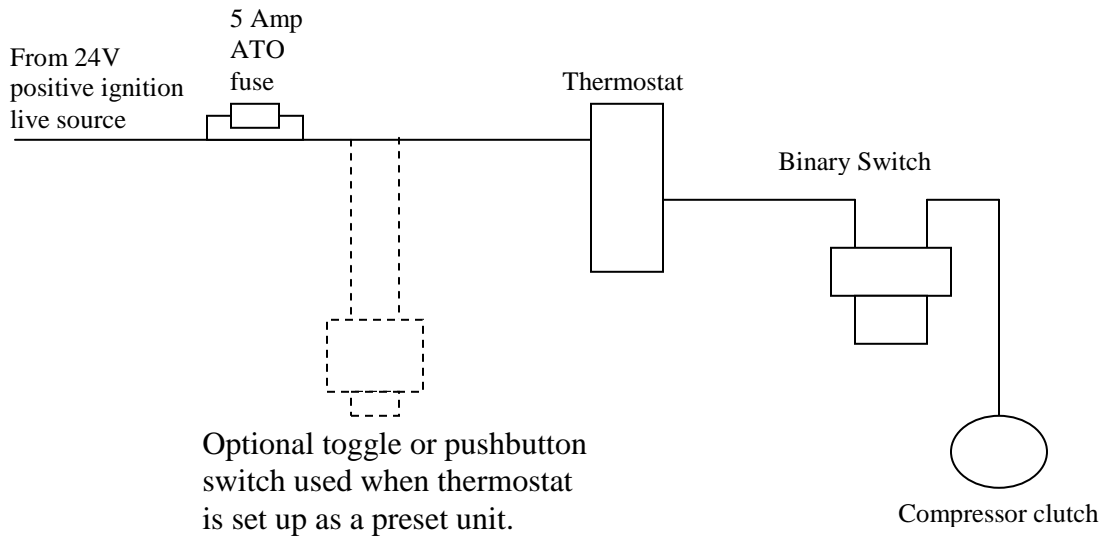 5 Amp
ATO
fuse
From 24V
positive ignition
live source
Thermostat
Binary Switch
Optional toggle or pushbutton
switch used when thermostat
is set up as a preset unit.
Compressor clutch